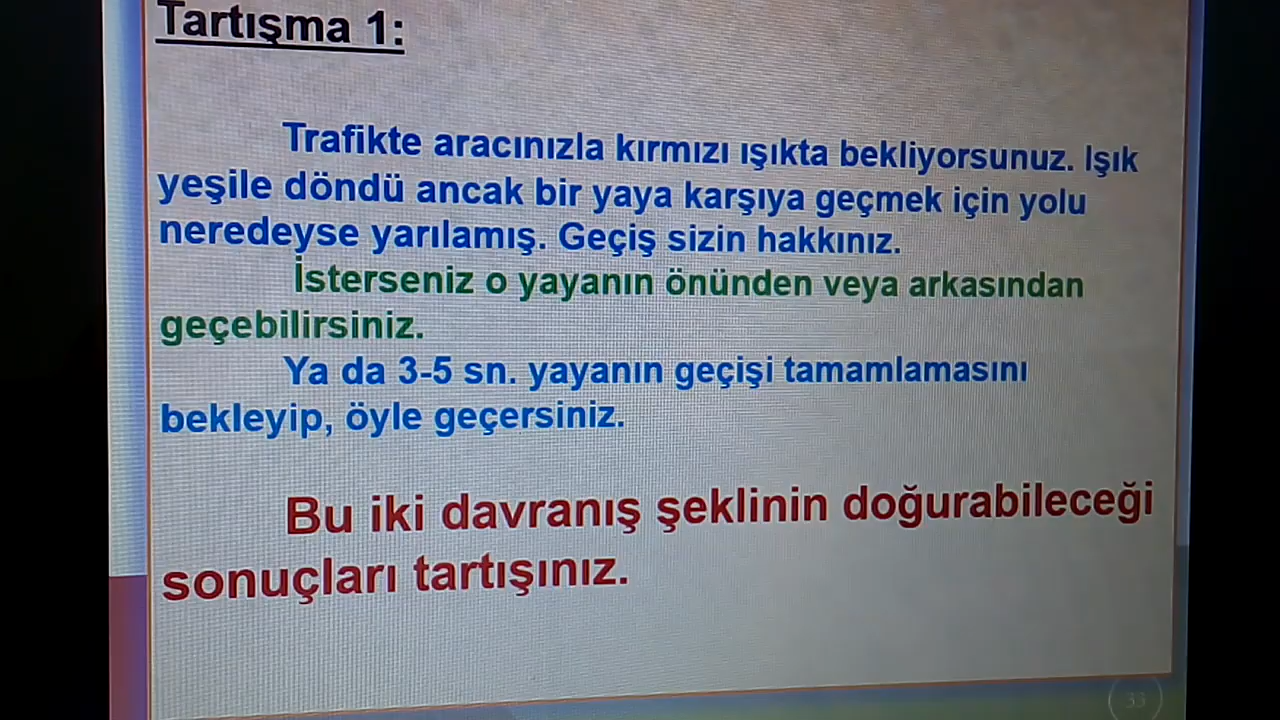 Tartışma 1:
Trafikte aracınızla kırmızı ışıkta bekliyorsunuz. Işık
yeşile döndü ancak bir yaya karşıya geçmek için yolu
neredeyse yarılamış. Geçiş sizin hakkınız.
İsterseniz o yayanın önünden veya arkasından
geçebilirsiniz.
Ya da 3-5 sn. yayanın geçişi tamamlamasını
bekleyip, öyle geçersiniz.
Bu iki davranış şeklinin doğurabileceği
sonuçları tartışınız.
33